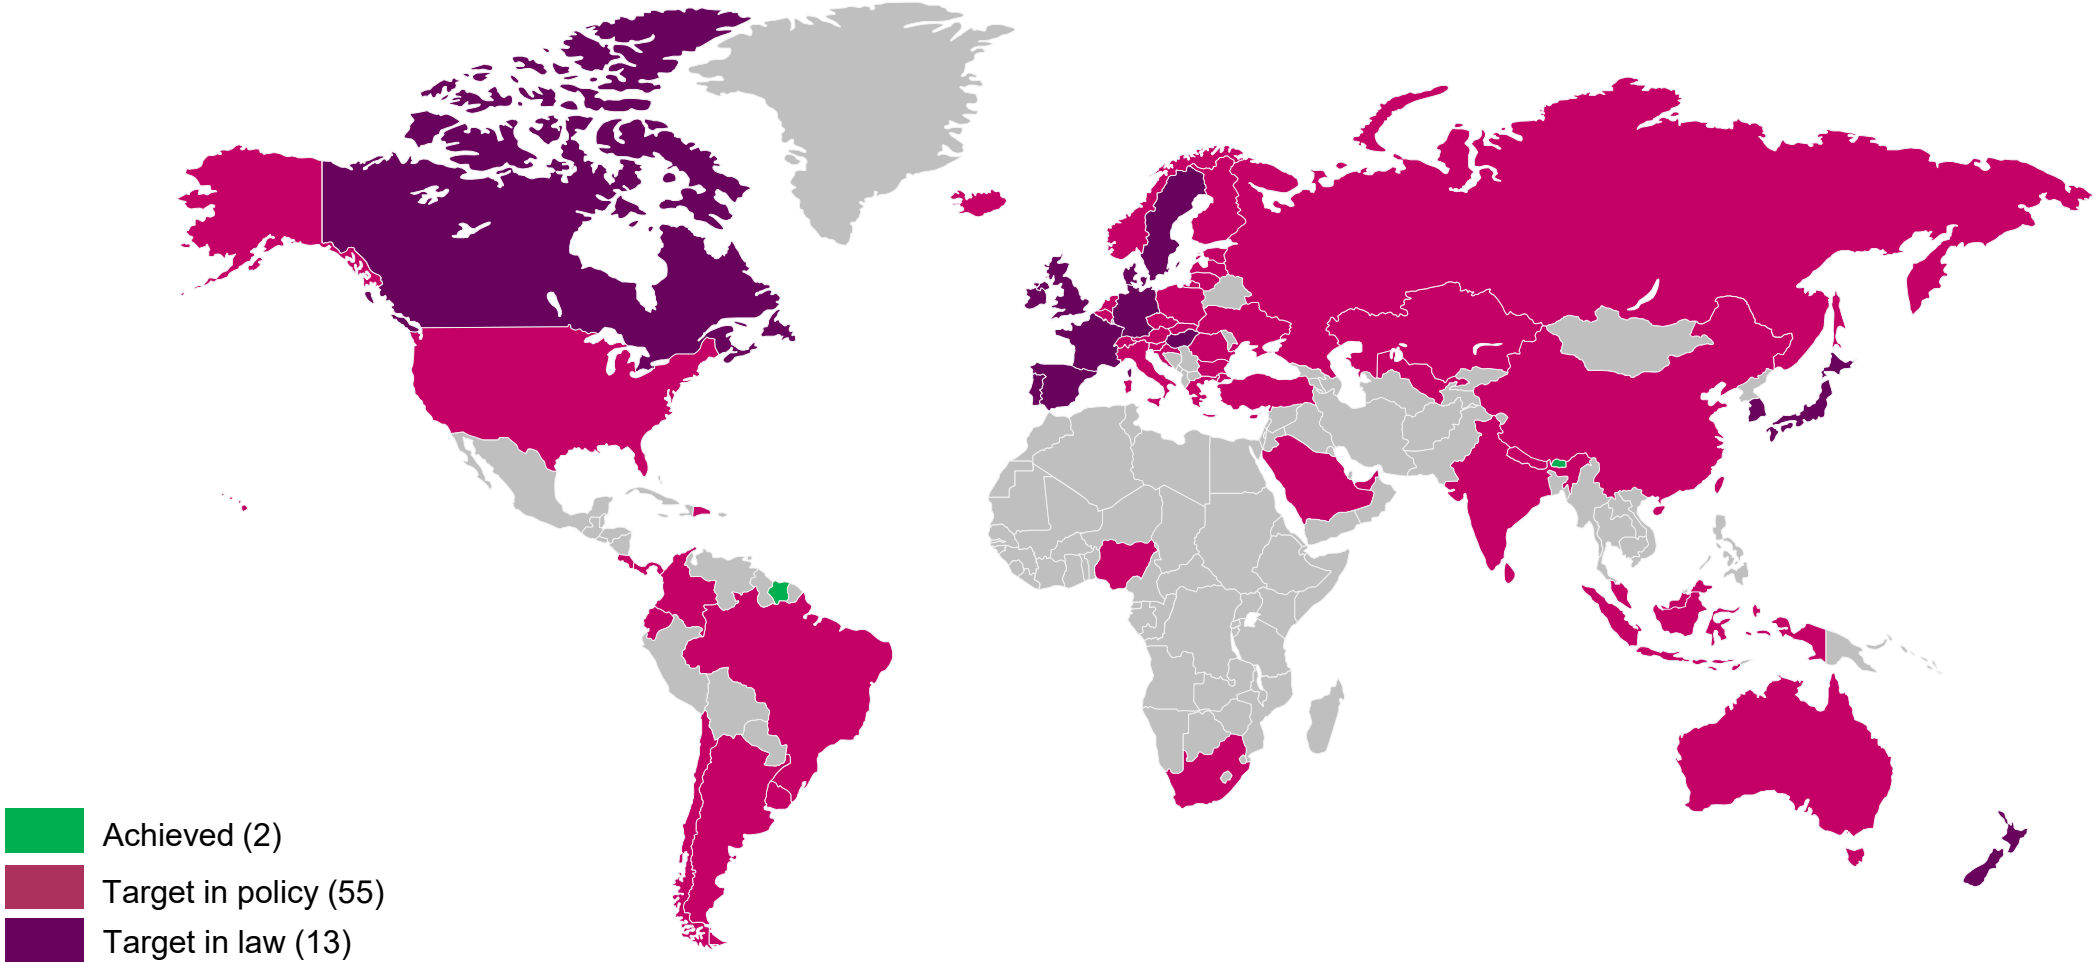 Achieved (2)
Target in policy (55)
Target in law (13)